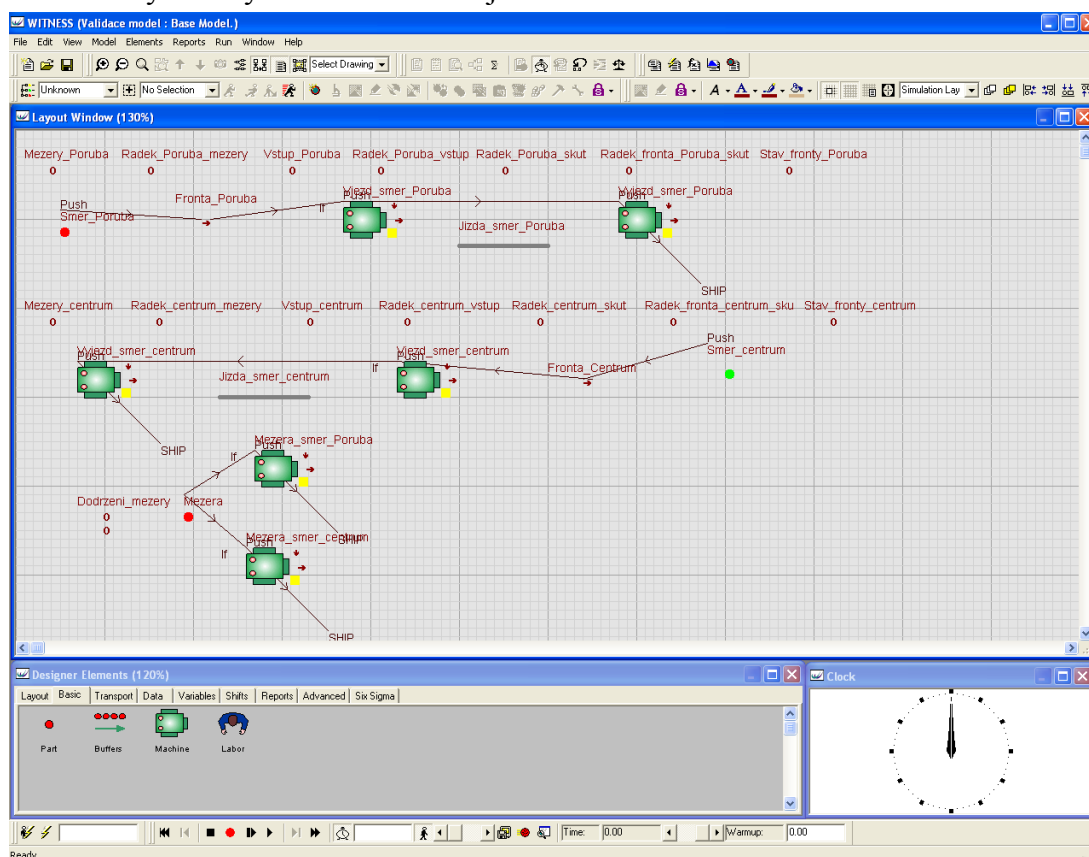 WITNESS (Validace model : Base Model.)
File Edit View Model Elements Reports Run Window Help
Select Drawing
Unknown No Selection Simulation Lay
Layout Window (130%)
Mezery_Poruba Radek_Poruba_mezery Vstup_Poruba Radek_Poruba_vstup Radek_Poruba_skut Radek_fronta_Poruba_skut Stav_fronty_Poruba
0 0 0 0 0 0 0
Vjezd_smer_Poruba Vyjezd_smer_Poruba
Push Push
Fronta_Poruba
Push
If
Smer_Poruba
Jizda_smer_Poruba
SHIP
Mezery_centrum Radek_centrum_mezery Vstup_centrum Radek_centrum_vstup Radek_centrum_skut Radek_fronta_centrum_sku Stav_fronty_centrum
0 0 0 0 0 0 0
Push
Vyjezd_smer_centrum Vjezd_smer_centrum Smer_centrum
Push Push
If Fronta_Centrum
Jizda_smer_centrum
Mezera_smer_Poruba
Push
SHIP
If
Dodrzeni_mezery Mezera
0
0
Mezera_smer_centrum
SHIP
Push
If
SHIP
Designer Elements (120%) Clock
Layout Basic Transport Data Variables Shifts Reports Advanced Six Sigma
Part Buffers Machine Labor
Time: 0.00 Warmup: 0.00
Ready